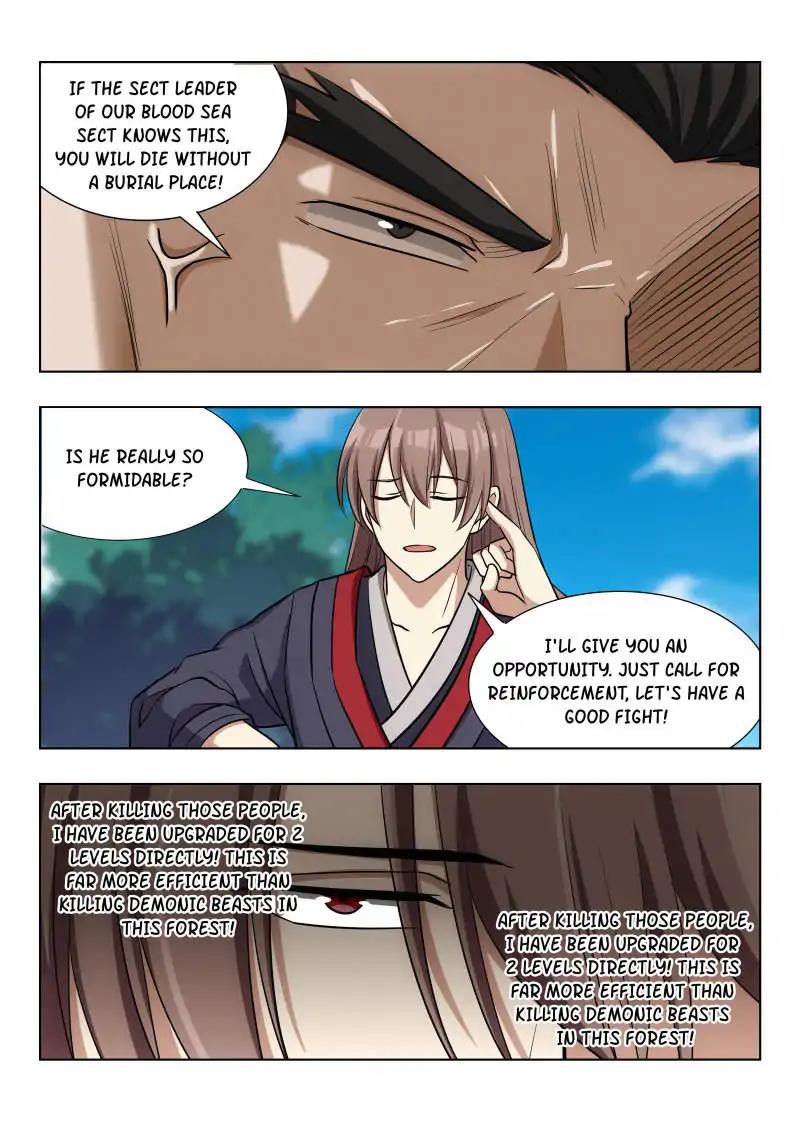 IF THE SECT LEADER
OF OUR BLOOD SEA
SECT KNOWS THIS,
YOU WILL DIE WITHOUT
A BURIAL PLACE!
IS HE REALLY SO
FORMIDABLE?
I'LL GIVE YOU AN
OPPORTUNITY. JUST CALL FOR
REINFORCEMENT, LET'S HAVE A
GOOD FIGHT!
AFTER KILLING THOSE PEOPLE,
I HAVE BEEN UPGRADED FOR 2
LEVELS DIRECTLY! THIS IS
FAR MORE EFFICIENT THAN
KILLING DEMONIC BEASTS IN
THIS FOREST!
AFTER KILLING THOSE PEOPLE,
I HAVE BEEN UPGRADED FOR
2 LEVELS DIRECTLY! THIS IS
FAR MORE EFFICIENT THAN
KILLING DEMONIC BEASTS
IN THIS FOREST!